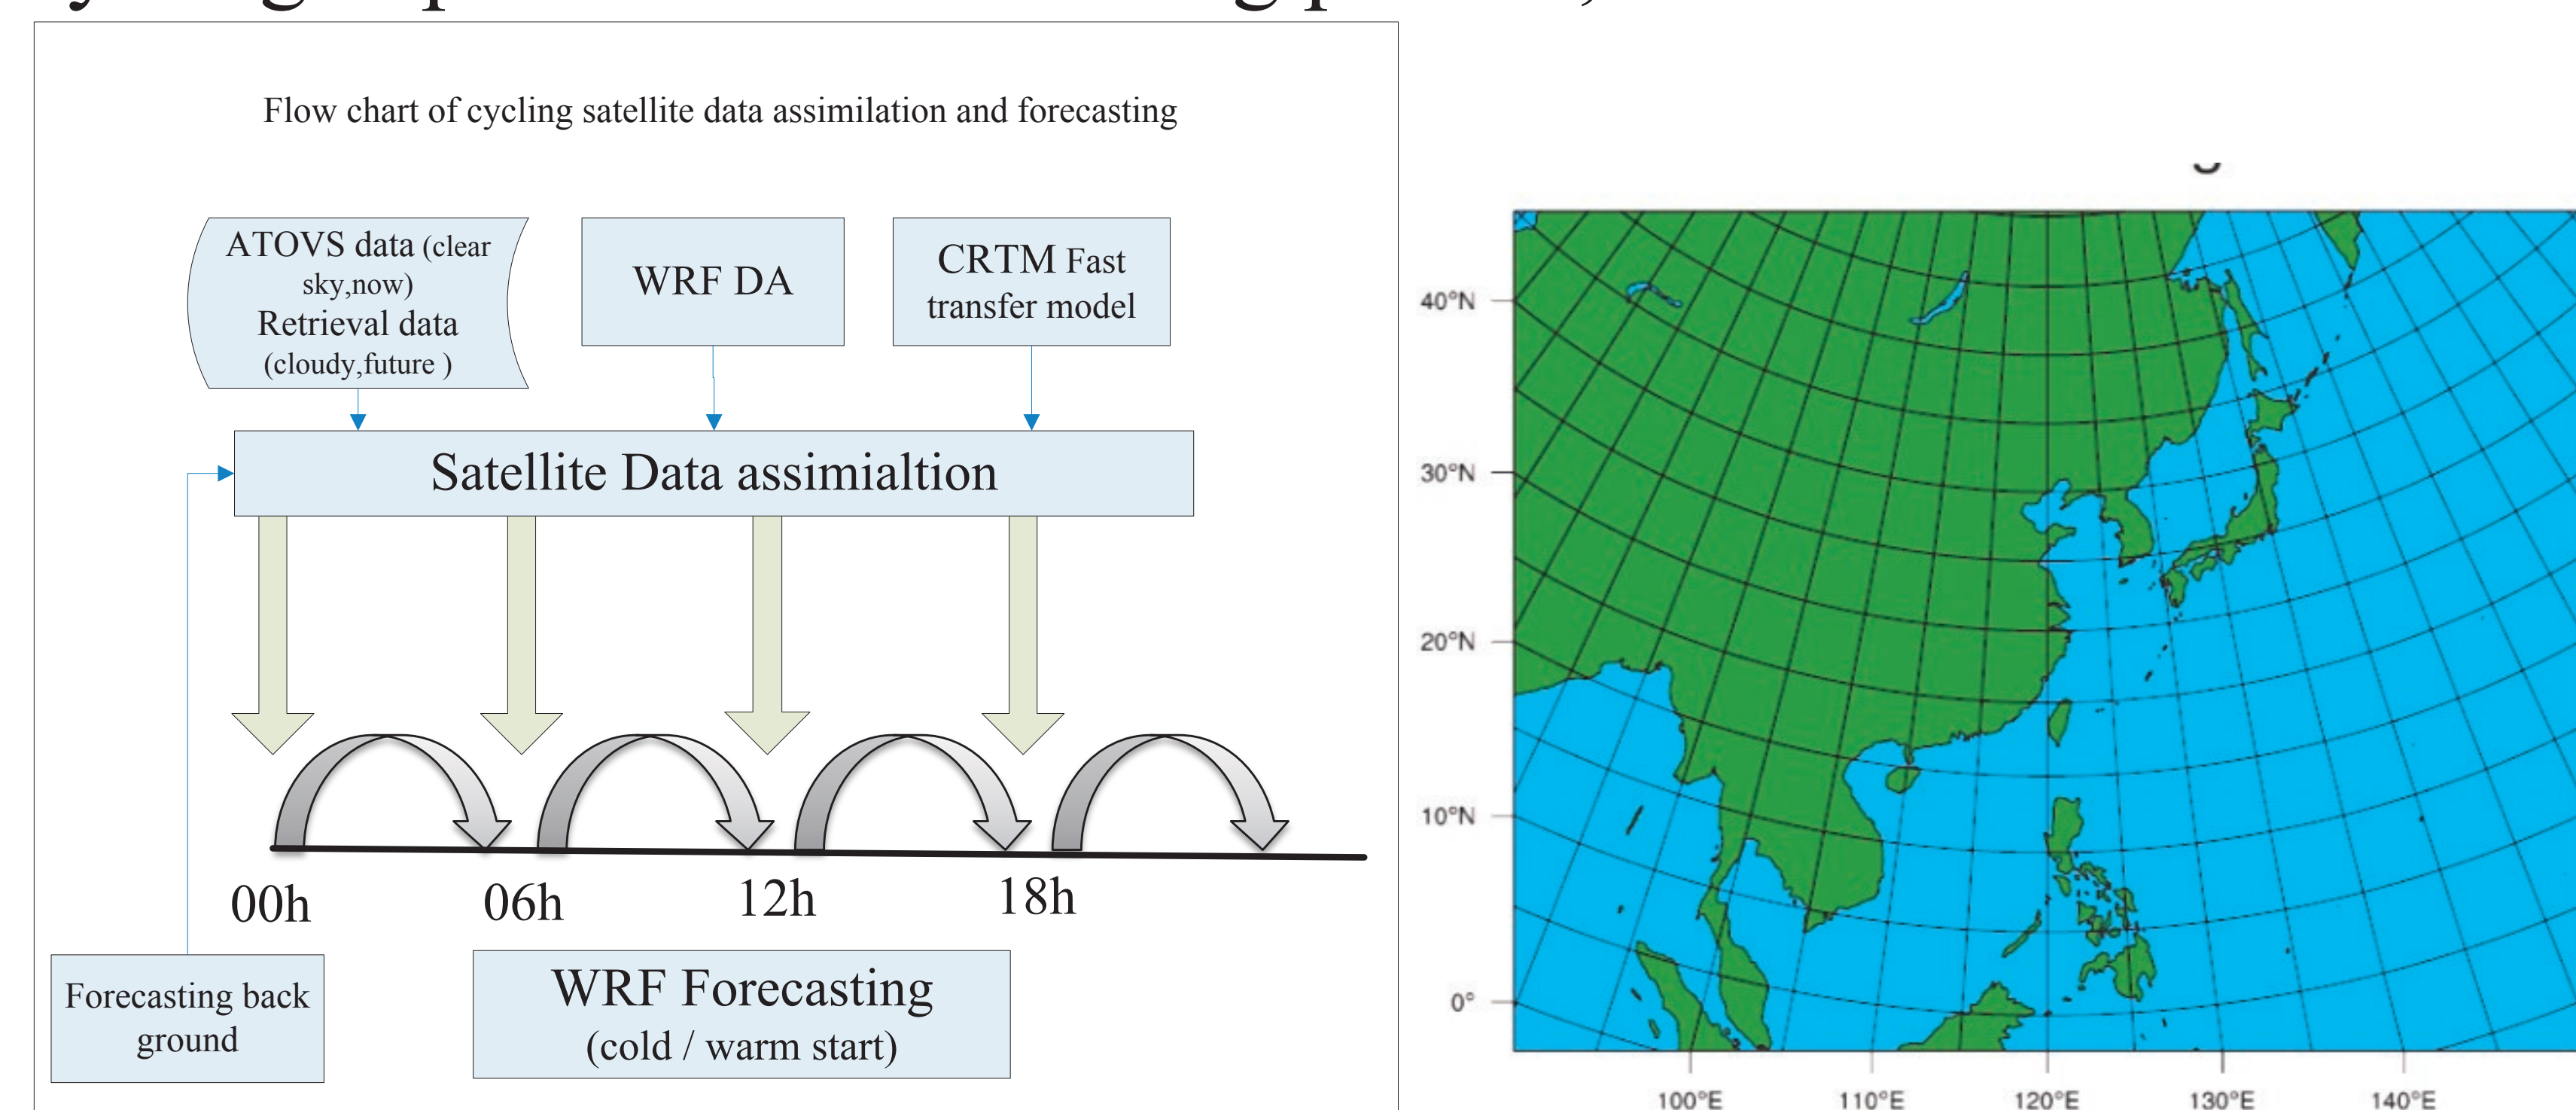 Flow chart of cycling satellite data assimilation and forecasting
ATOVS data (clear
sky,now)
Retrieval data
(cloudy,future )
WRF DA
CRTM Fast
transfer model
Satellite Data assimialtion
00h
06h
12h
18h
Forecasting back
ground
WRF Forecasting
(cold / warm start)
40°N
30°N
20°N
10°N
0°
100°E
110°E
120°E
130°E
140°E